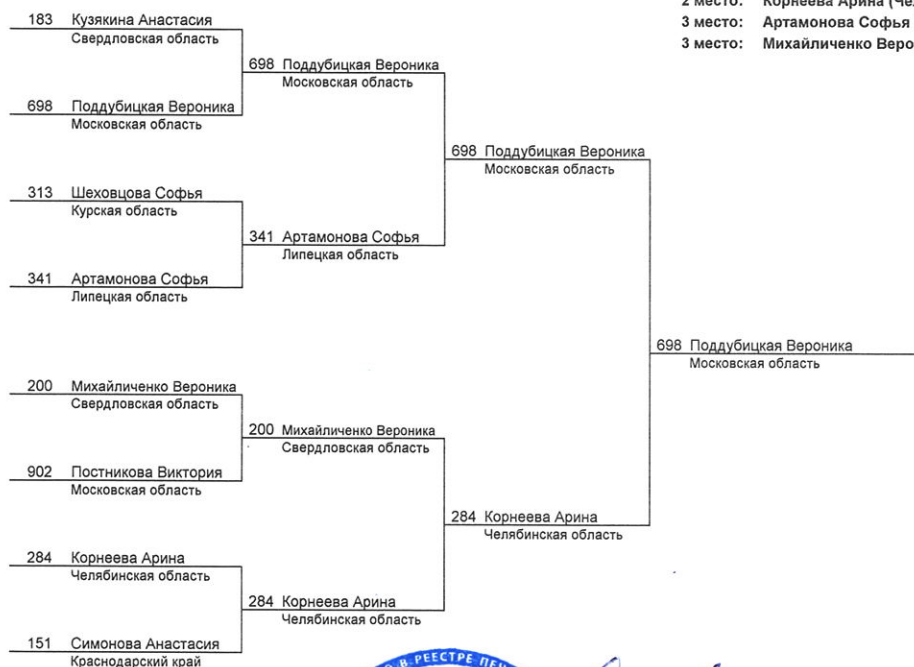 2 место: Корнеева Арина
3 место: Артамонова Софья
3 место: Михайличенко
183 Кузякина Анастасия
Свердловская область
698 Поддубицкая Вероника
Московская область
698 Поддубицкая Вероника
Московская область
698 Поддубицкая Вероника
Московская область
313 Шеховцова Софья
Курская область
341 Артамонова Софья
Липецкая область
341 Артамонова Софья
Липецкая область
698 Поддубицкая Вероника
Московская область
200 Михайличенко Вероника
Свердловская область
200 Михайличенко Вероника
Свердловская область
902 Постникова Виктория
Московская область
284 Корнеева Арина
Челябинская область
284 Корнеева Арина
Челябинская область
284 Корнеева Арина
Челябинская область
151 Симонова Анастасия
Краснодарский край
В РЕЕСТРЕ